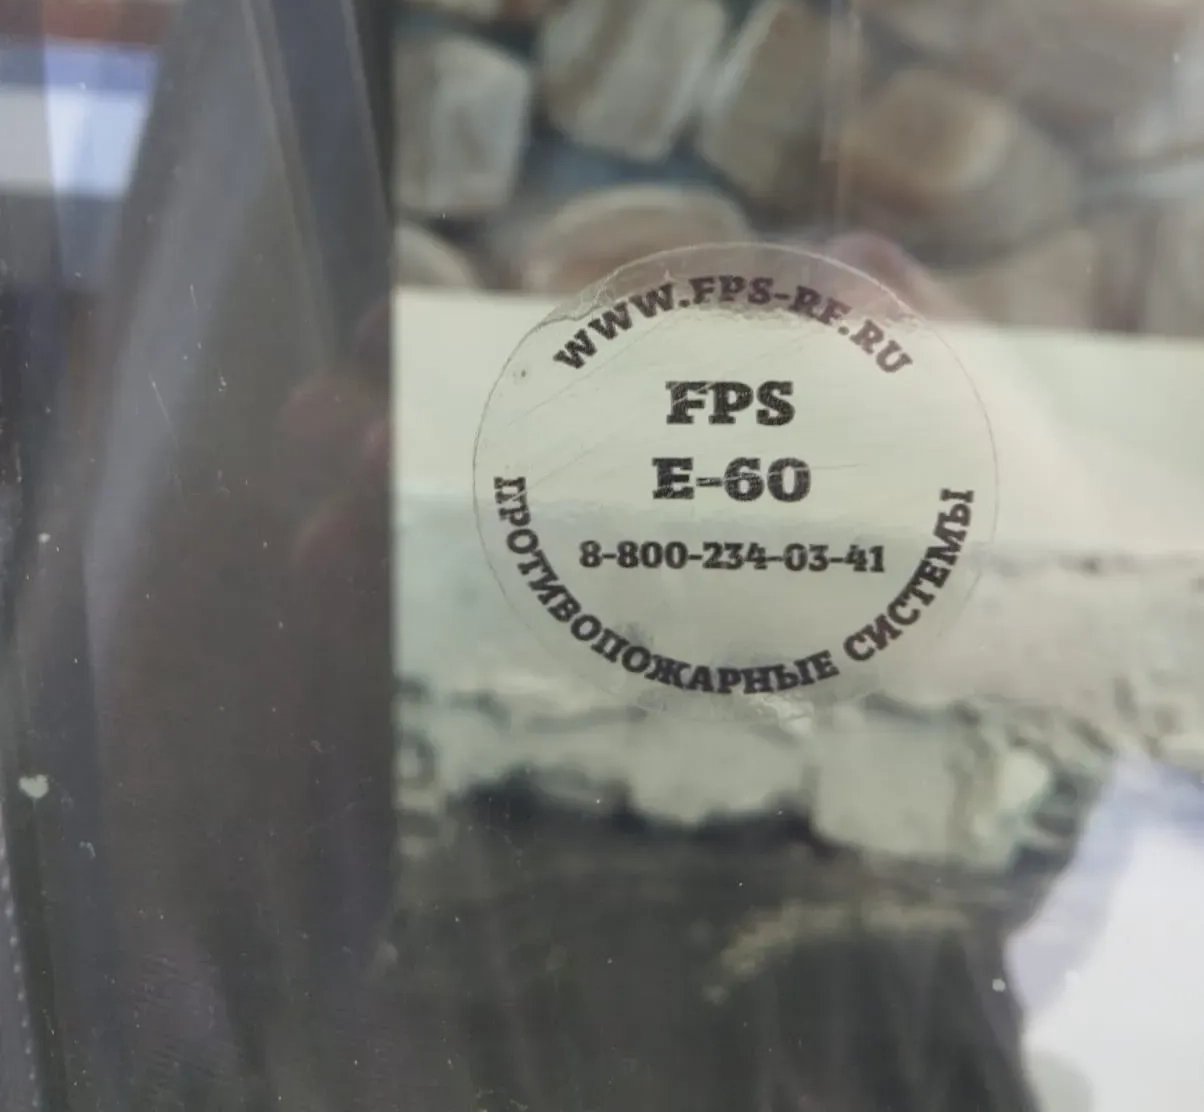 WWW.FPS-RF.RU
FPS
E-60
8-800-234-03-41
ПРОТИВОПОЖАРНЫЕ СИСТЕМЫ